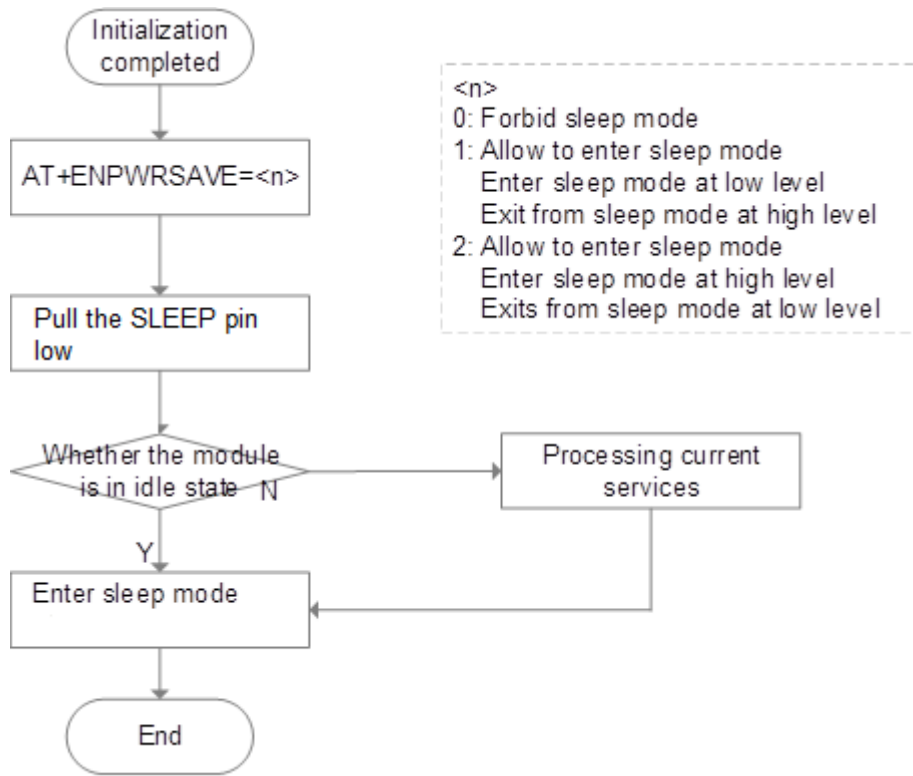 Initialization
completed
<n>
0: Forbid sleep mode
1: Allow to enter sleep mode
Enter sleep mode at low level
Exit from sleep mode at high level
2: Allow to enter sleep mode
Enter sleep mode at high level
Exits from sleep mode at low level
AT+ENPWRSAVE=<n>
Pull the SLEEP pin
low
Whether the module
is in idle state
N
Processing current
services
Y
Enter sleep mode
End